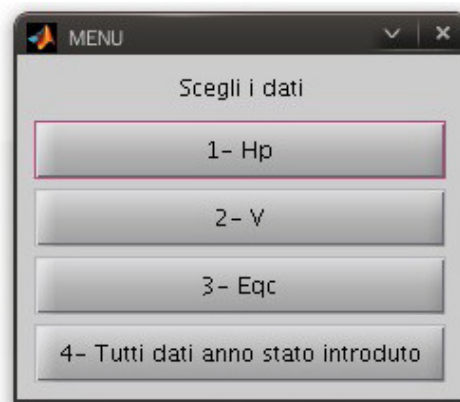 MENU
Scegli i dati
1- Hp
2- V
3- Eqc
4- Tutti dati anno stato introduto